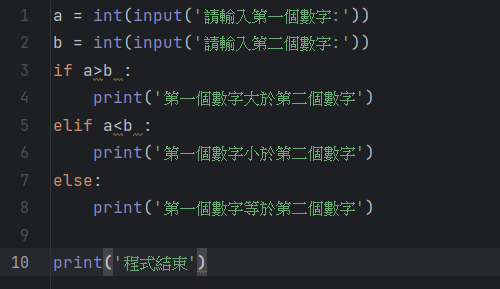 1 a = int(input('請輸入第一個數字:'))
2 b = int(input('請輸入第二個數字:'))
3 if a>b :
4     print('第一個數字大於第二個數字')
5 elif a<b :
6     print('第一個數字小於第二個數字')
7 else:
8     print('第一個數字等於第二個數字')
9
10 print('程式結束')